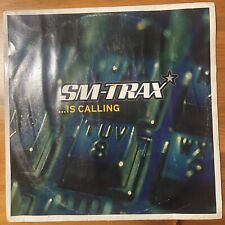 SM-TRAX
...IS CALLING